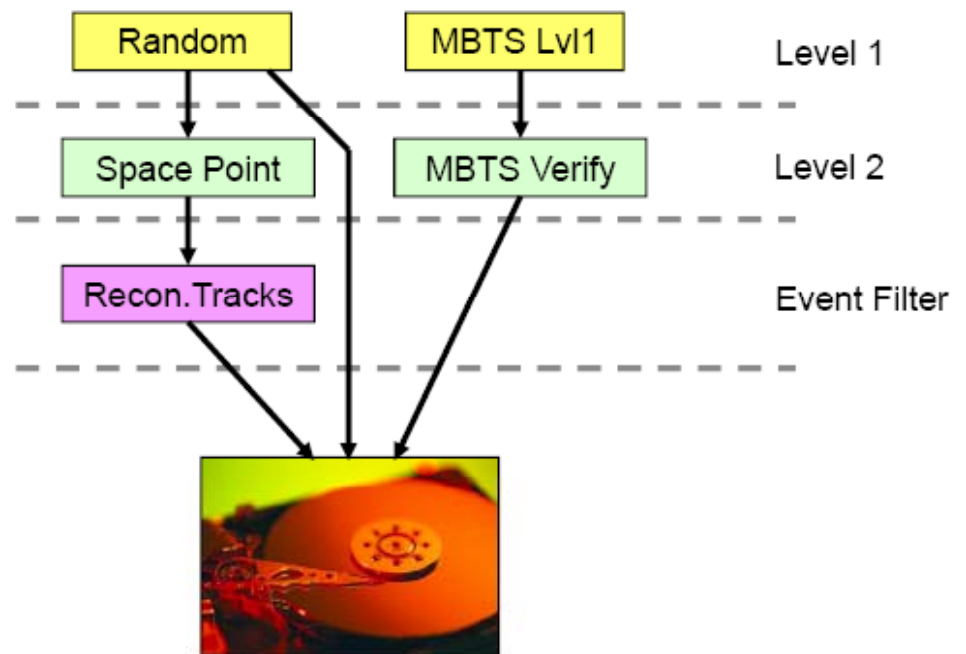 Random
MBTS Lvl1
Level 1
Space Point
MBTS Verify
Level 2
Recon.Tracks
Event Filter